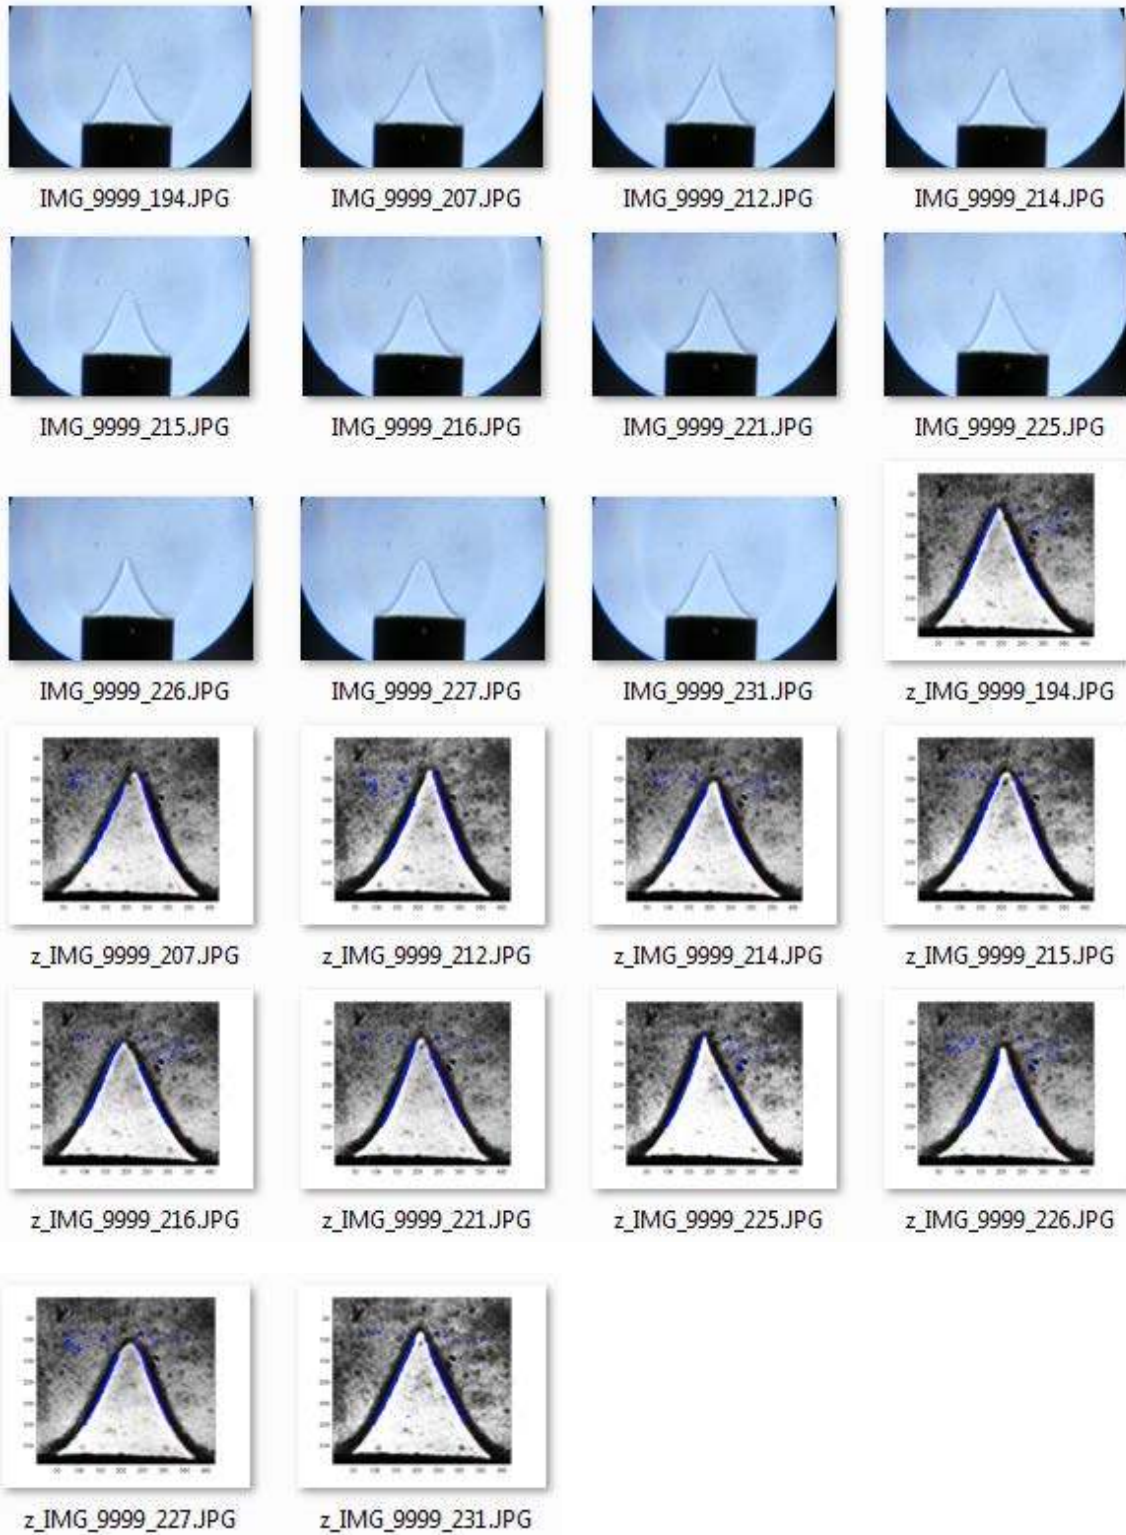 IMG_9999_194.JPG IMG_9999_207.JPG IMG_9999_212.JPG IMG_9999_214.JPG
IMG_9999_215.JPG IMG_9999_216.JPG IMG_9999_221.JPG IMG_9999_225.JPG
IMG_9999_226.JPG IMG_9999_227.JPG IMG_9999_231.JPG z_IMG_9999_194.JPG
z_IMG_9999_207.JPG z_IMG_9999_212.JPG z_IMG_9999_214.JPG z_IMG_9999_215.JPG
z_IMG_9999_216.JPG z_IMG_9999_221.JPG z_IMG_9999_225.JPG z_IMG_9999_226.JPG
z_IMG_9999_227.JPG z_IMG_9999_231.JPG